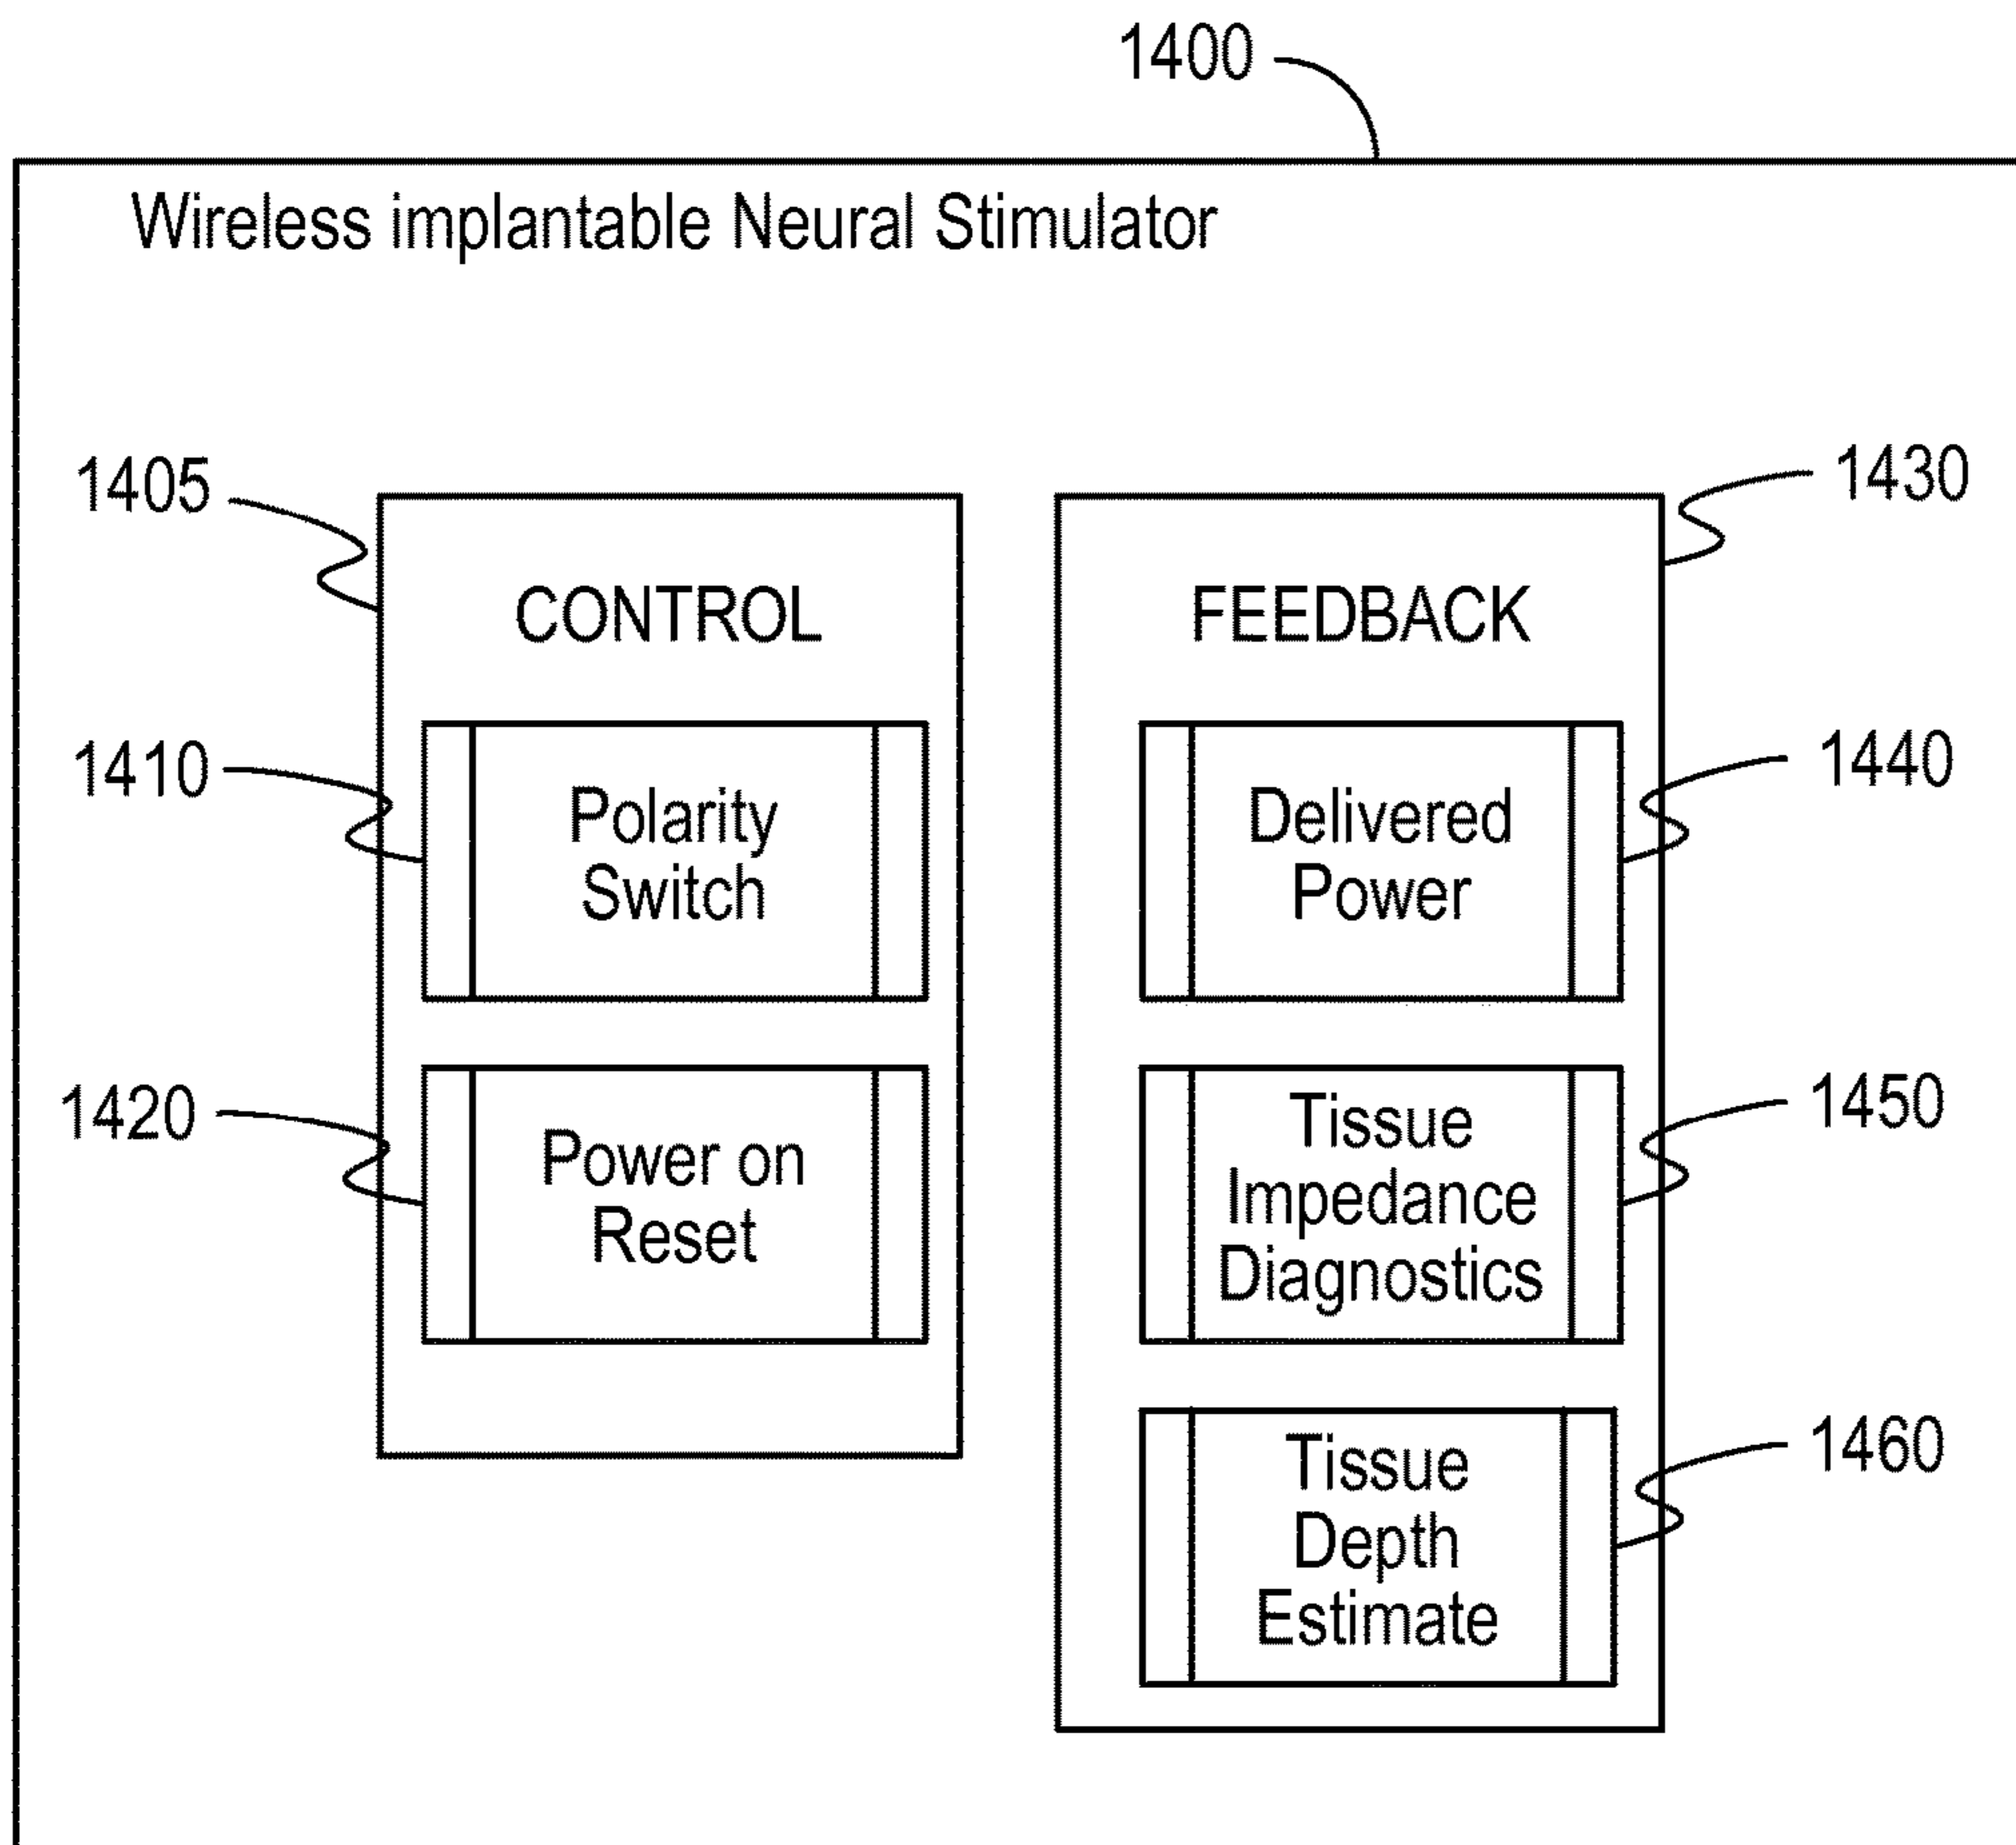 1400
Wireless implantable Neural Stimulator
1405
CONTROL
1410
Polarity
Switch
1420
Power on
Reset
1430
FEEDBACK
1440
Delivered
Power
1450
Tissue
Impedance
Diagnostics
1460
Tissue
Depth
Estimate